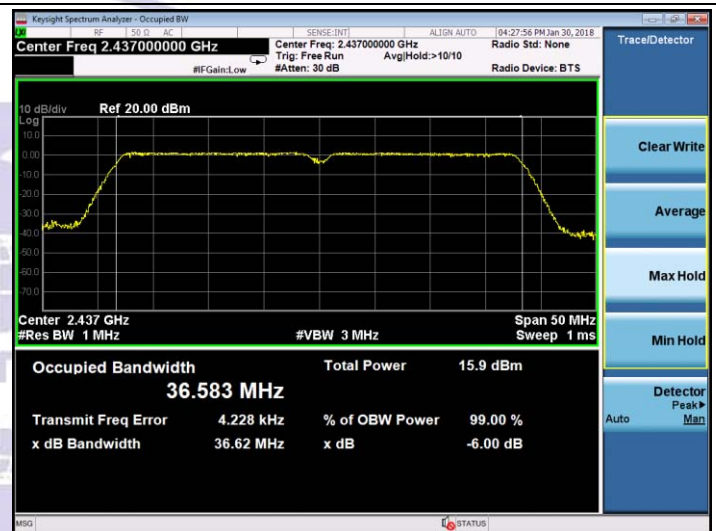 Keysight Spectrum Analyzer - Occupied BW
LXI RF 50 Ω AC SENSE:INT ALIGN AUTO 04:27:56 PM Jan 30, 2018
Center Freq 2.437000000 GHz Center Freq: 2.437000000 GHz Radio Std: None
Trig: Free Run Avg|Hold:>10/10
#IFGain:Low #Atten: 30 dB Radio Device: BTS
Trace/Detector
10 dB/div Ref 20.00 dBm
Log
10.0
0.00
-10.0
-20.0
-30.0
-40.0
-50.0
-60.0
-70.0
Center 2.437 GHz Span 50 MHz
#Res BW 1 MHz #VBW 3 MHz Sweep 1 ms
Occupied Bandwidth Total Power 15.9 dBm
36.583 MHz
Transmit Freq Error 4.228 kHz % of OBW Power 99.00 %
x dB Bandwidth 36.62 MHz x dB -6.00 dB
Clear Write
Average
Max Hold
Min Hold
Detector
Peak▶
Auto Man
MSG STATUS